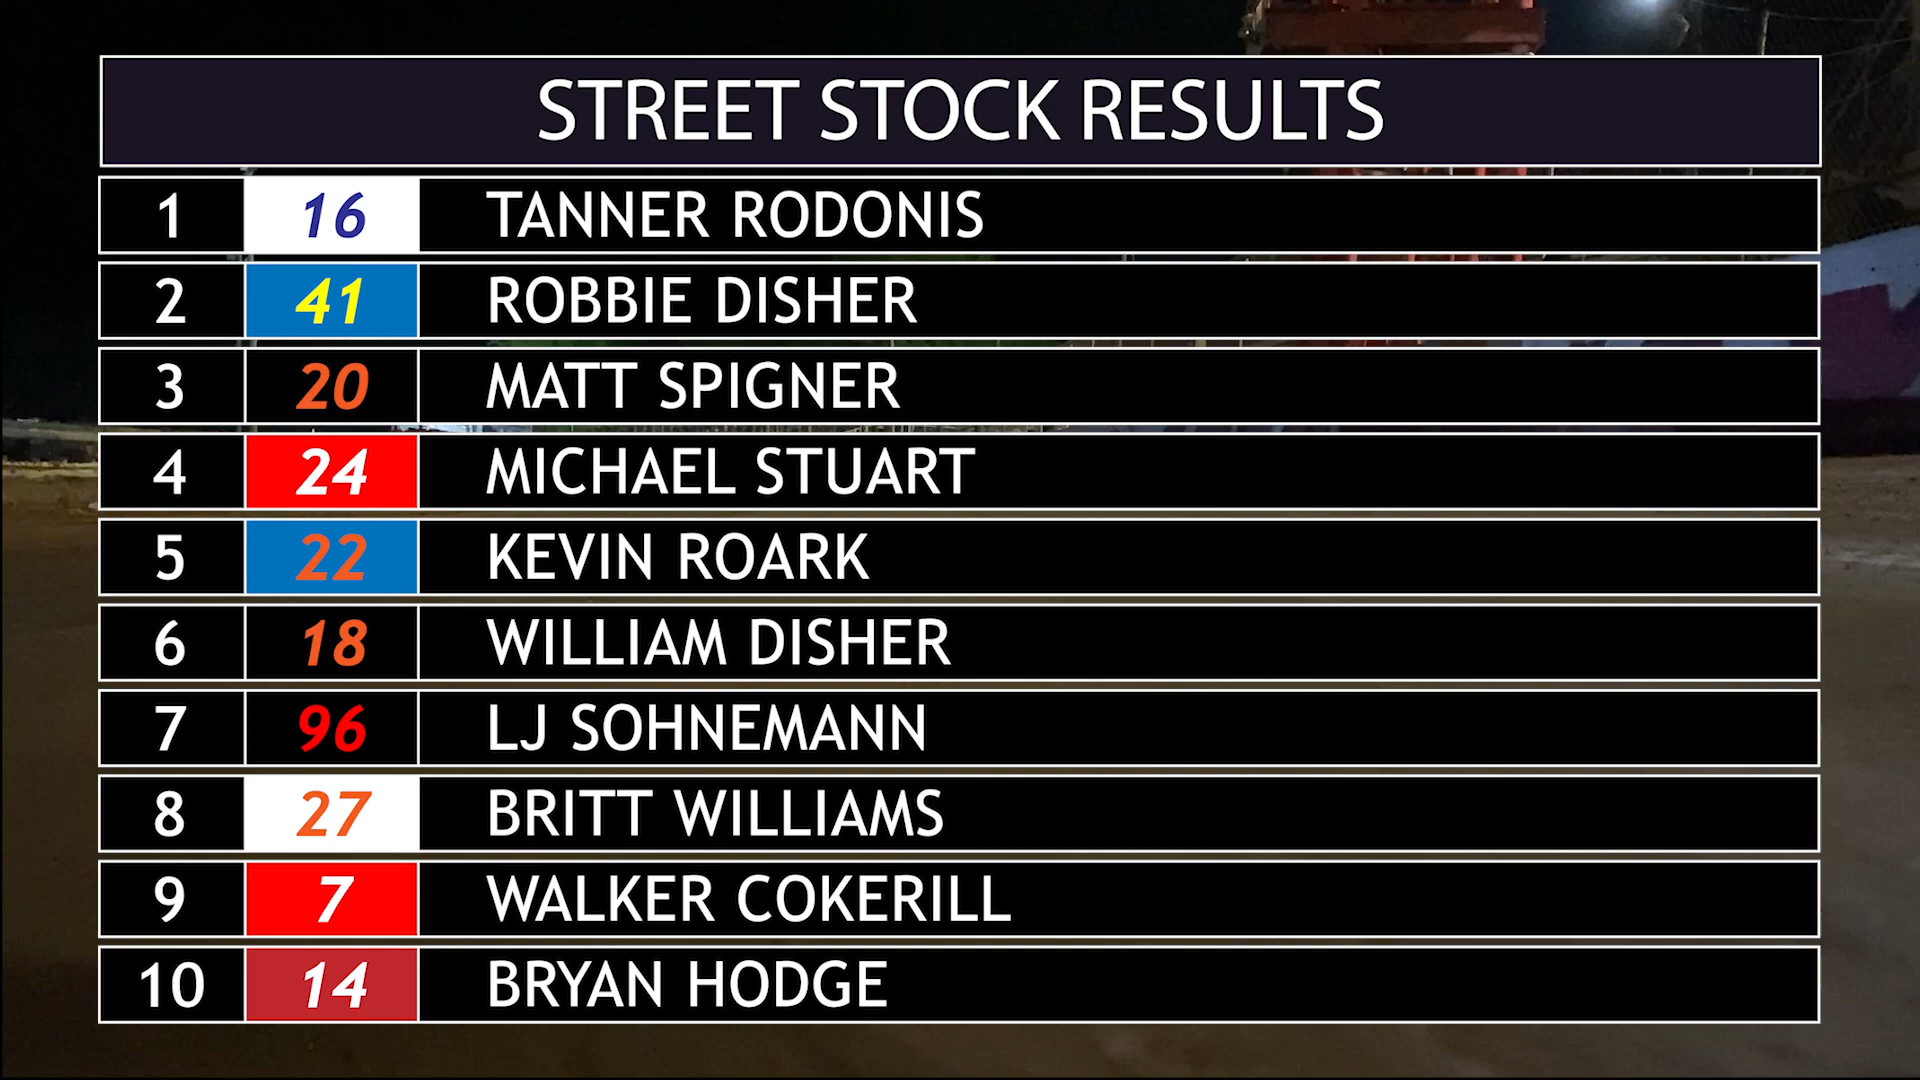 STREET STOCK RESULTS
1 16 TANNER RODONIS
2 41 ROBBIE DISHER
3 20 MATT SPIGNER
4 24 MICHAEL STUART
5 22 KEVIN ROARK
6 18 WILLIAM DISHER
7 96 LJ SOHNEMANN
8 27 BRITT WILLIAMS
9 7 WALKER COKERILL
10 14 BRYAN HODGE